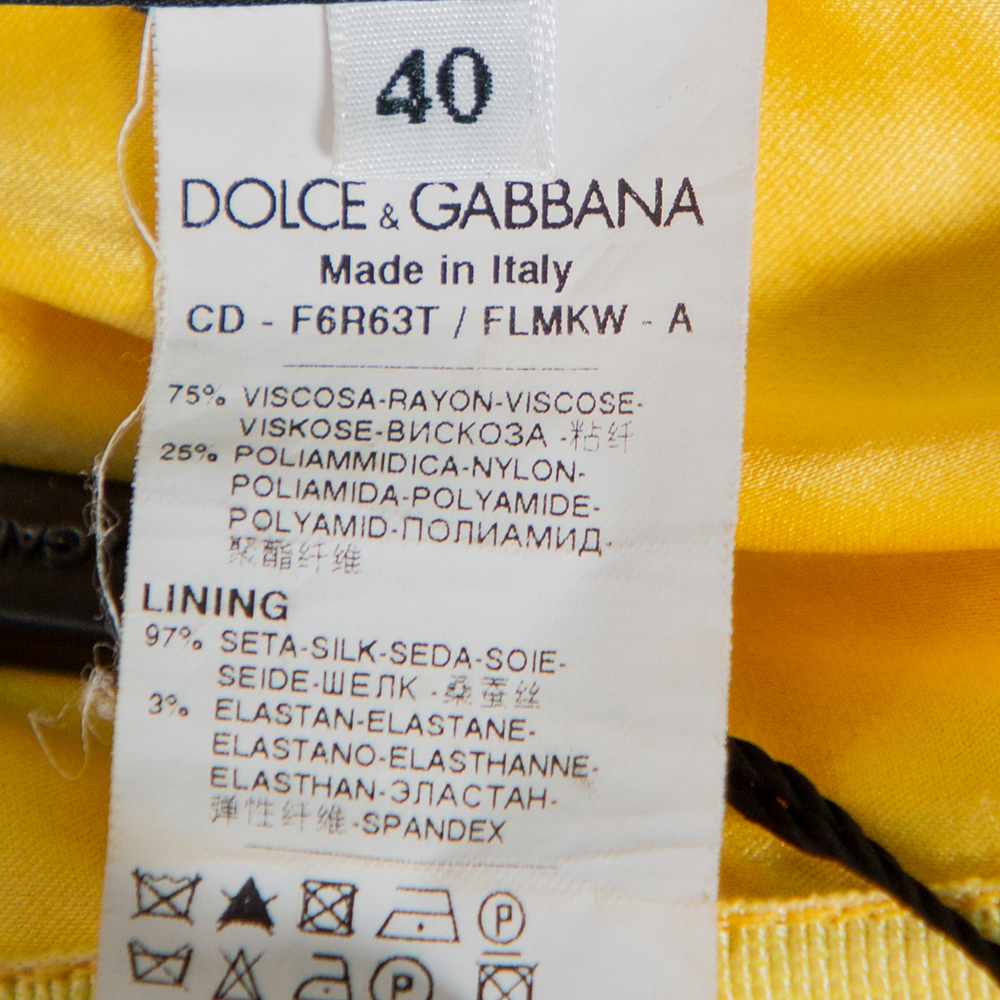 40
DOLCE & GABBANA
Made in Italy
CD - F6R63T / FLMKW - A
75% VISCOSA-RAYON-VISCOSE-
VISKOSE-ВИСКОЗА -粘纤
25% POLIAMMIDICA-NYLON-
POLIAMIDA-POLYAMIDE-
POLYAMID-ПОЛИАМИД-
聚酯纤维
LINING
97% SETA-SILK-SEDA-SOIE-
SEIDE-ШЕЛК -桑蚕丝
3% ELASTAN-ELASTANE-
ELASTANO-ELASTHANNE-
ELASTHAN-ЭЛАСТАН-
弹性纤维-SPANDEX
P
P